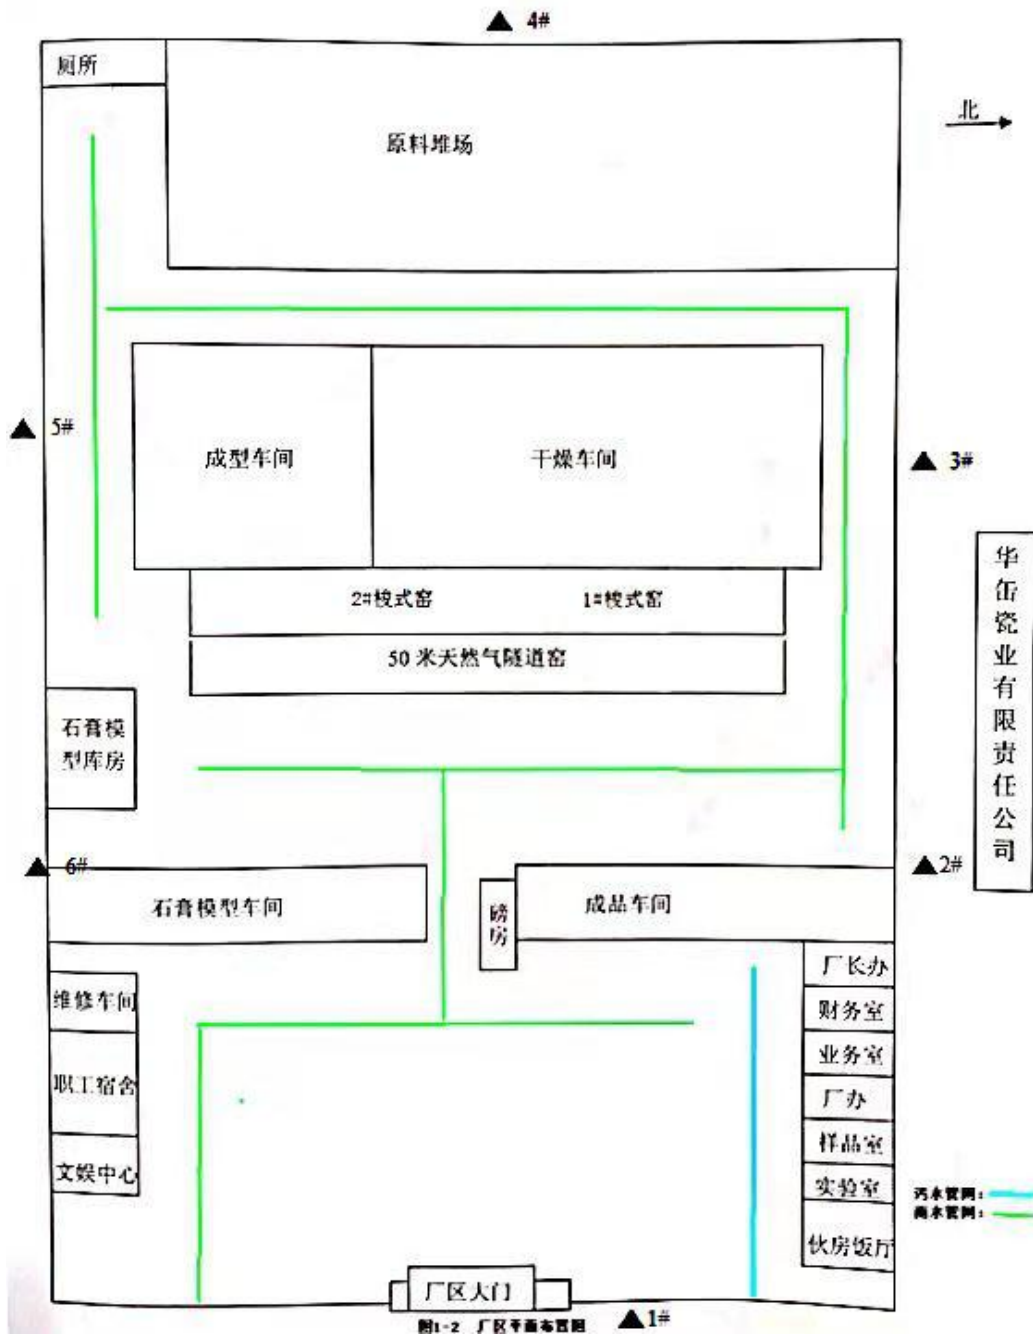 ▲ 4#
厕所
北
原料堆场
▲ 5#
成型车间
干燥车间
▲ 3#
2#梭式窑
1#梭式窑
50 米天然气隧道窑
华缶瓷业有限责任公司
石膏模
型库房
▲ 6#
▲2#
石膏模型车间
磅房
成品车间
厂长办
维修车间
财务室
业务室
职工宿舍
厂办
样品室
文娱中心
实验室
污水管网：
雨水管网：
伙房饭厅
厂区大门
▲1#
图1-2 厂区平面布置图